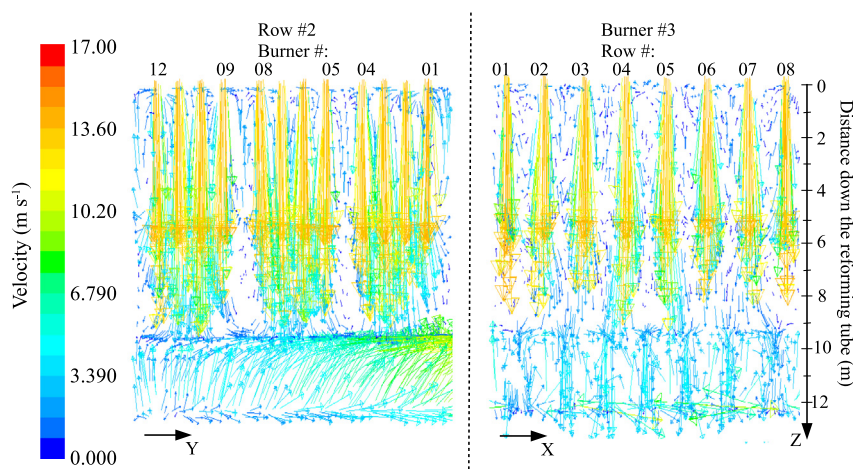 Row #2
Burner #:
12 09 08 05 04 01
Burner #3
Row #:
01 02 03 04 05 06 07 08
17.00
13.60
10.20
6.790
3.390
0.000
Velocity (m s⁻¹)
Y
X
Z
0
2
4
6
8
10
12
Distance down the reforming tube (m)